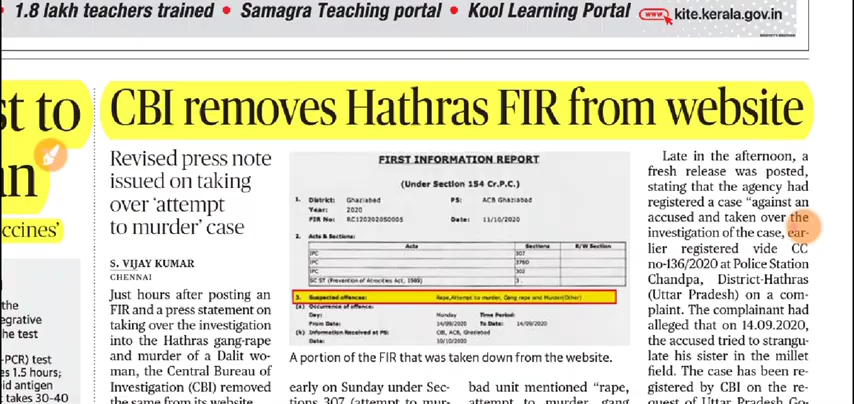 1.8 lakh teachers trained • Samagra Teaching portal • Kool Learning Portal www kite.kerala.gov.in
st to
an
ccines'
the
egrative
he test
-PCR) test
es 1.5 hours;
id antigen
takes 30-40
CBI removes Hathras FIR from website
Revised press note
issued on taking
over 'attempt
to murder' case
S. VIJAY KUMAR
CHENNAI
Just hours after posting an
FIR and a press statement on
taking over the investigation
into the Hathras gang-rape
and murder of a Dalit wo-
man, the Central Bureau of
Investigation (CBI) removed
the same from its website
FIRST INFORMATION REPORT
(Under Section 154 Cr.P.C.)
1. District: Ghaziabad PS: ACB Ghaziabad
Year: 2020
FIR No: RC1202020S0005 Date: 11/10/2020
2. Acts & Sections:
Acts Sections R/W Section
IPC 307
IPC 376D
IPC 302
SC ST (Prevention of Atrocities Act, 1989) 3
3. Suspected offences: Rape,Attempt to murder, Gang rape and Murder(Other)
(a) Occurrence of offence:
Day: Monday Time Period:
From Date: 14/09/2020 To Date: 14/09/2020
(b) Information Received at PS: CBI, ACB, Ghaziabad
Date: 10/10/2020
A portion of the FIR that was taken down from the website.
early on Sunday under Sec-
tions 307 (attempt to mur-
bad unit mentioned "rape,
attempt to murder, gang
Late in the afternoon, a
fresh release was posted,
stating that the agency had
registered a case "against an
accused and taken over the
investigation of the case, ear-
lier registered vide CC
no-136/2020 at Police Station
Chandpa, District-Hathras
(Uttar Pradesh) on a com-
plaint. The complainant had
alleged that on 14.09.2020,
the accused tried to strangu-
late his sister in the millet
field. The case has been re-
gistered by CBI on the re-
quest of Uttar Pradesh Go-